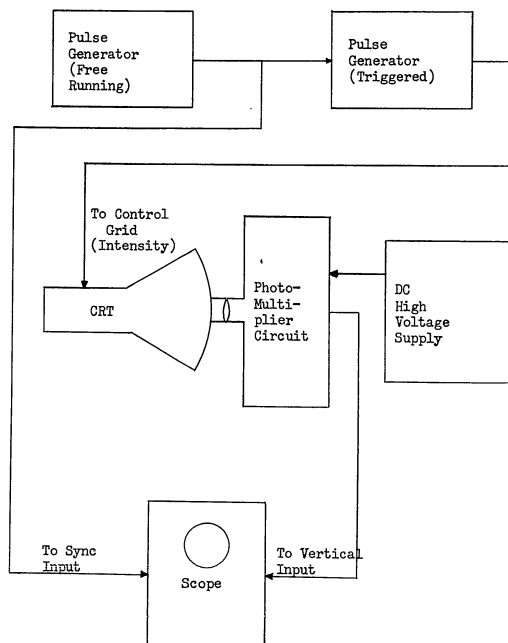 Pulse
Generator
(Free
Running)
Pulse
Generator
(Triggered)
To Control
Grid
(Intensity)
CRT
Photo-
Multi-
plier
Circuit
DC
High
Voltage
Supply
To Sync
Input
Scope
To Vertical
Input